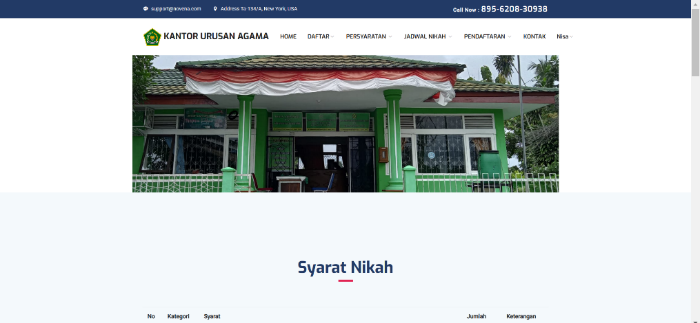 support@novena.com Address Ta-134/A, New York, USA Call Now : 895-6208-30938
KANTOR URUSAN AGAMA HOME DAFTAR PERSYARATAN JADWAL NIKAH PENDAFTARAN KONTAK Nisa
Syarat Nikah
No Kategori Syarat Jumlah Keterangan